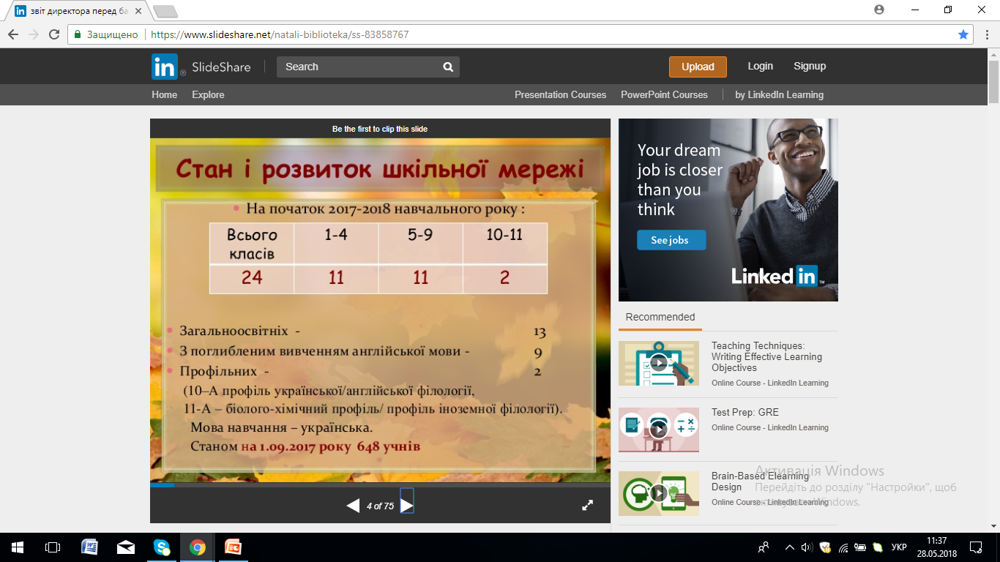 звіт директора перед ба
Защищено
https://www.slideshare.net/natali-biblioteka/ss-83858767
in SlideShare
Search
Upload
Login
Signup
Home
Explore
Presentation Courses
PowerPoint Courses
by LinkedIn Learning
Be the first to clip this slide
Стан і розвиток шкільної мережі
На початок 2017-2018 навчального року :
Всього класів 1-4 5-9 10-11
24 11 11 2
Загальноосвітніх - 13
З поглибленим вивченням англійської мови - 9
Профільних - 2
(10–А профіль української/англійської філології,
11-А – біолого-хімічний профіль/ профіль іноземної філології).
Мова навчання – українська.
Станом на 1.09.2017 року 648 учнів
4 of 75
Your dream
job is closer
than you
think
See jobs
Linked in ™
Recommended
Teaching Techniques:
Writing Effective Learning
Objectives
Online Course - LinkedIn Learning
Test Prep: GRE
Online Course - LinkedIn Learning
Brain-Based Elearning
Design
Online Course - LinkedIn Learning
Активація Windows
Перейдіть до розділу "Настройки", щоб
активувати Windows.
УКР
11:37
28.05.2018